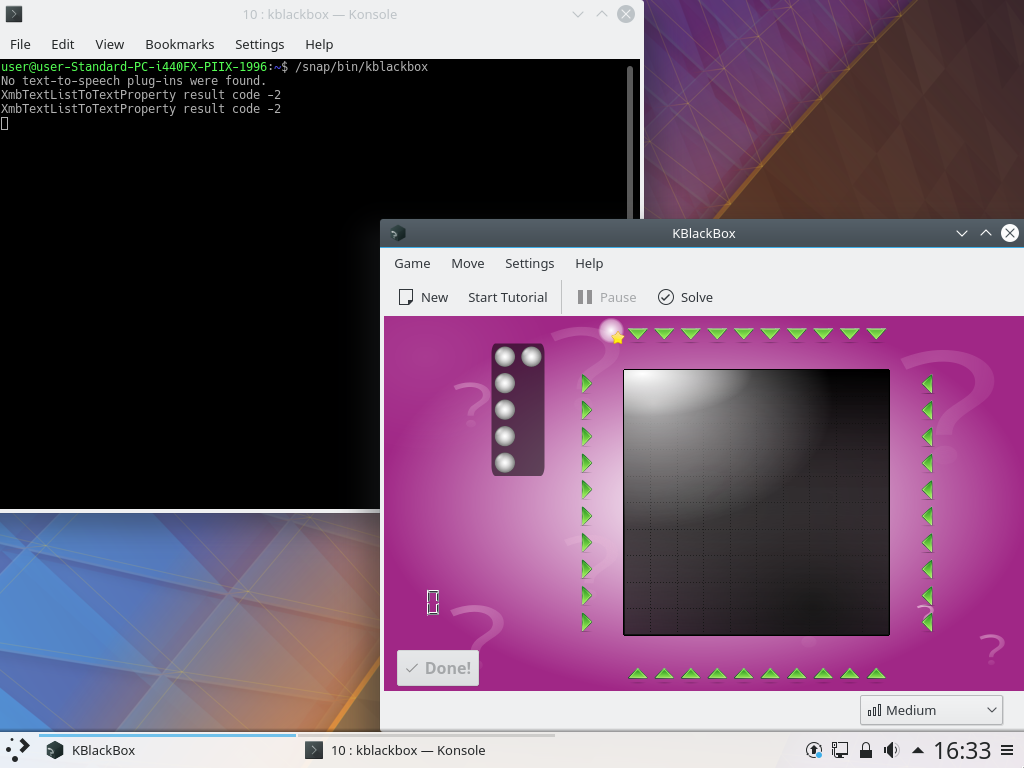 10 : kblackbox — Konsole
File Edit View Bookmarks Settings Help
user@user-Standard-PC-i440FX-PIIX-1996:~$ /snap/bin/kblackbox
No text-to-speech plug-ins were found.
XmbTextListToTextProperty result code -2
XmbTextListToTextProperty result code -2
KBlackBox
Game Move Settings Help
New Start Tutorial Pause Solve
? ? ? ? ? ?
Done!
Medium
KBlackBox
10 : kblackbox — Konsole
16:33